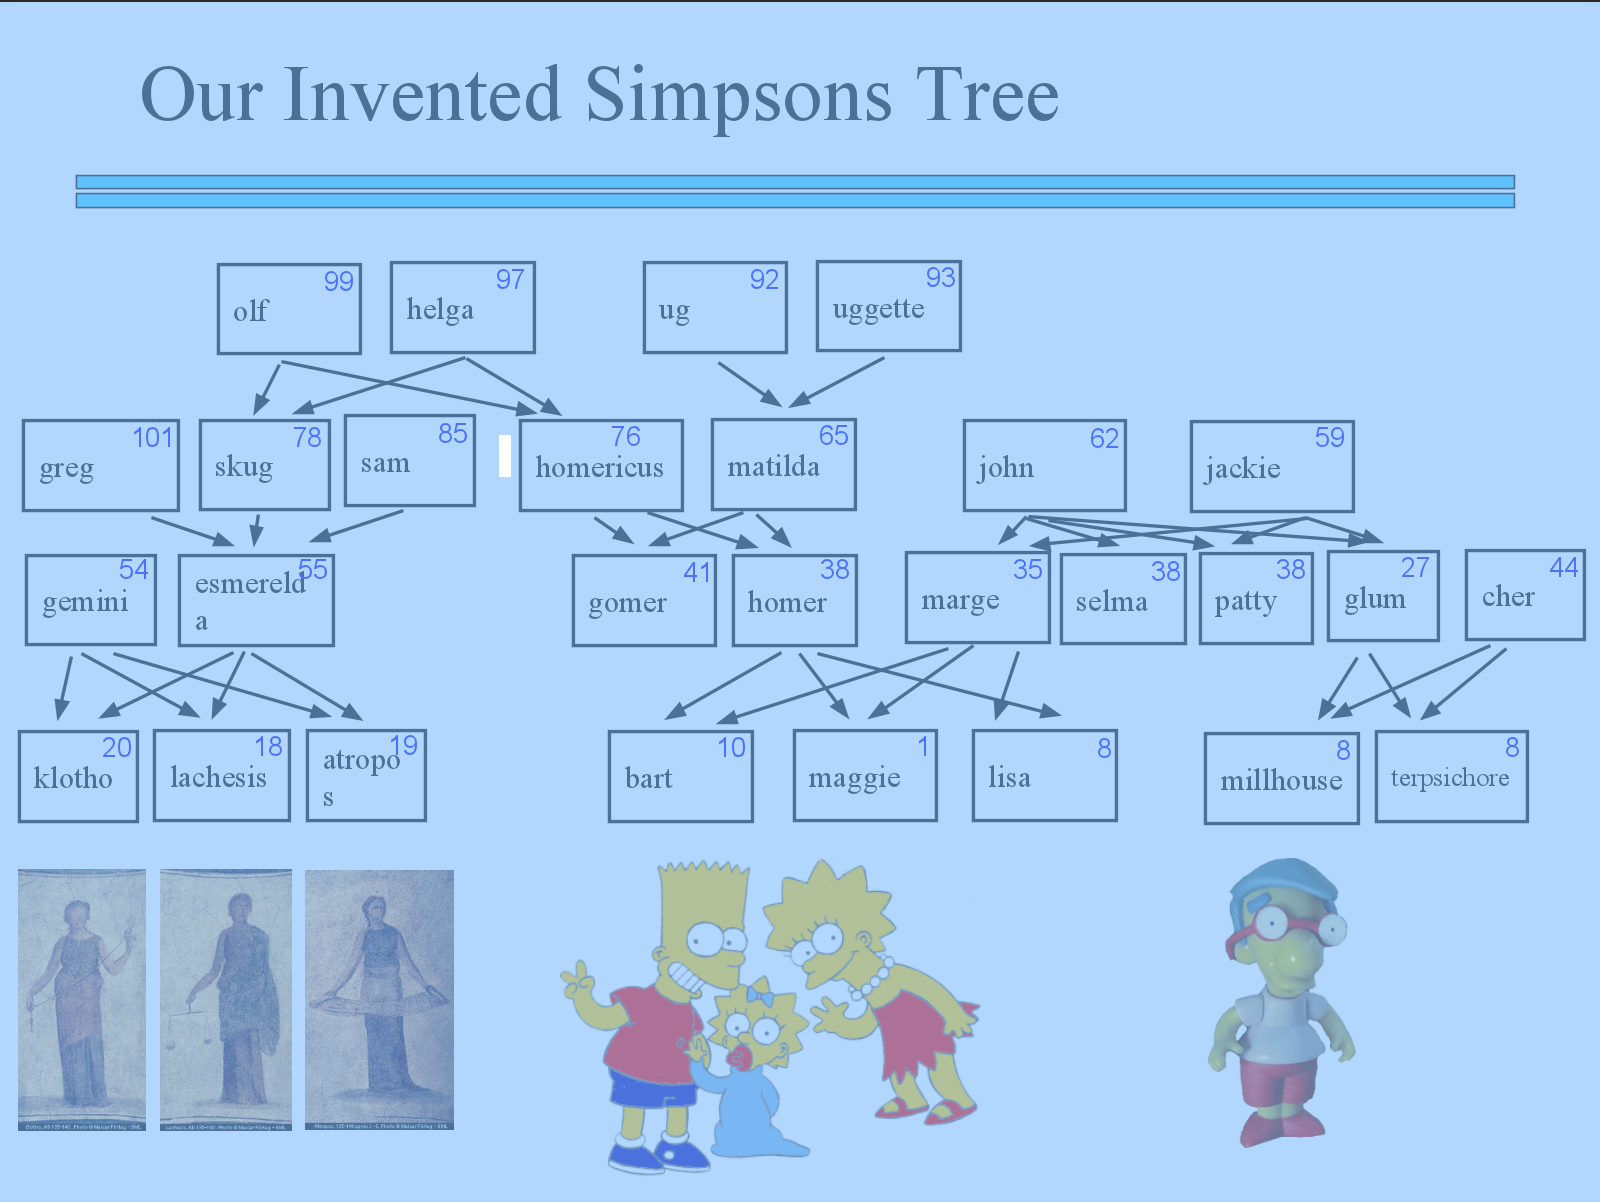 Our Invented Simpsons Tree
99
olf
97
helga
92
ug
93
uggette
101
greg
78
skug
85
sam
76
homericus
65
matilda
62
john
59
jackie
54
gemini
55
esmereld
a
41
gomer
38
homer
35
marge
38
selma
38
patty
27
glum
44
cher
20
klotho
18
lachesis
19
atropo
s
10
bart
1
maggie
8
lisa
8
millhouse
8
terpsichore